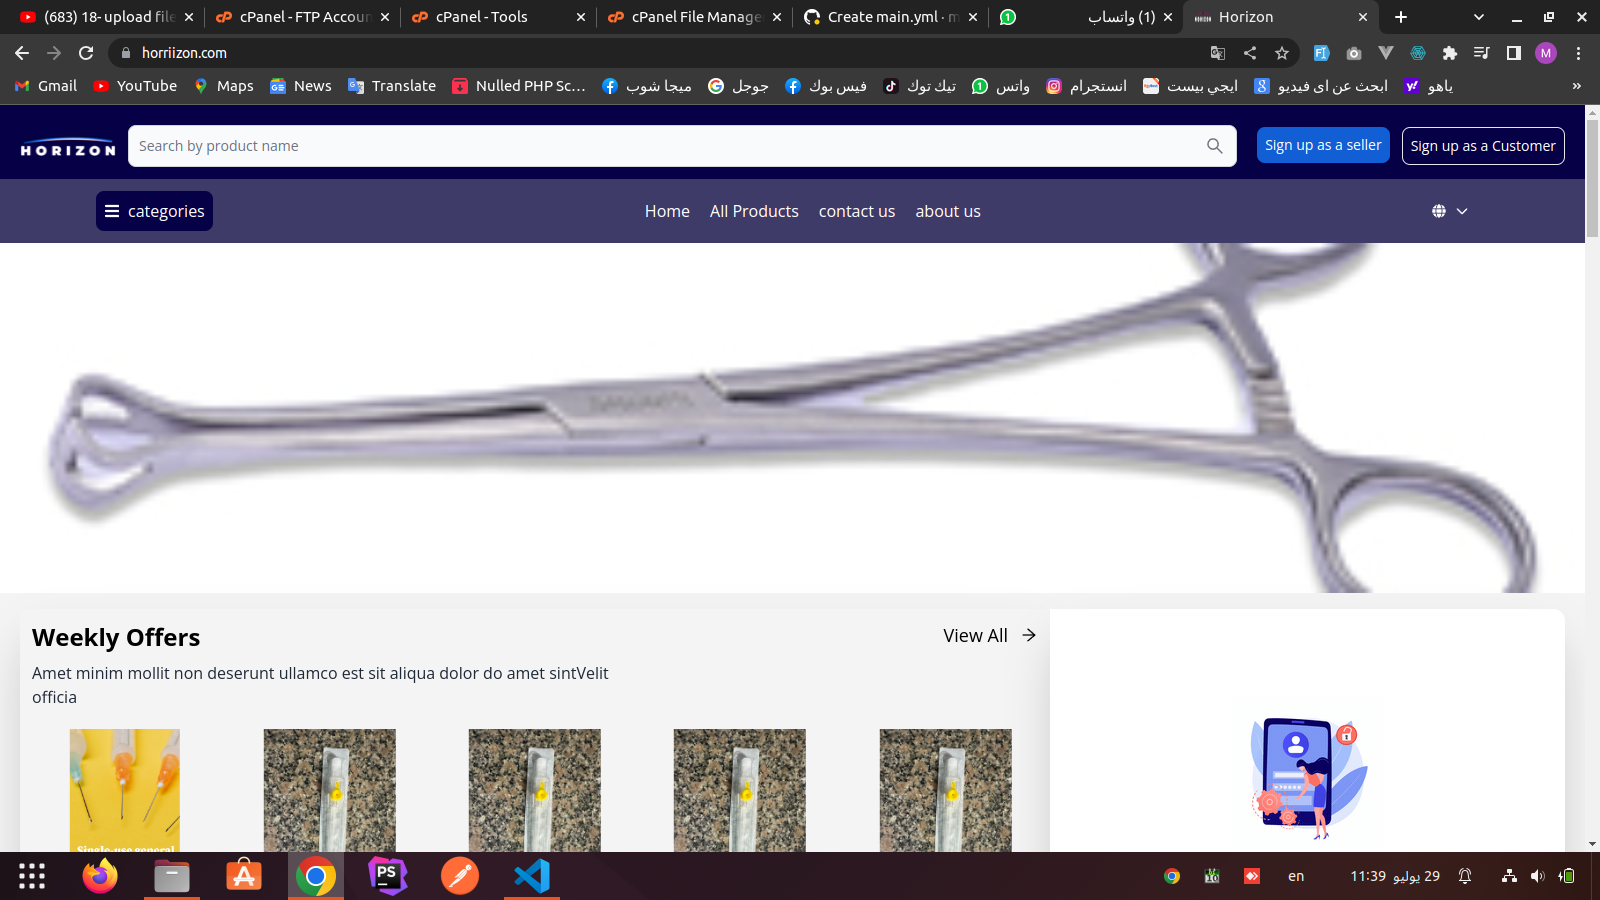 (683) 18- upload file
cPanel - FTP Accoun
cPanel - Tools
cPanel File Manage
Create main.yml · m
(1) واتساب
Horizon
horriizon.com
M
Gmail
YouTube
Maps
News
Translate
Nulled PHP Sc...
ميجا شوب
جوجل
فيس بوك
تيك توك
واتس
انستجرام
ايجي بيست
ابحث عن اى فيديو
ياهو
»
HORIZON
Search by product name
Sign up as a seller
Sign up as a Customer
categories
Home
All Products
contact us
about us
Weekly Offers
View All
Amet minim mollit non deserunt ullamco est sit aliqua dolor do amet sintVelit
officia
Single-use general
PS
en
29 يوليو 11:39